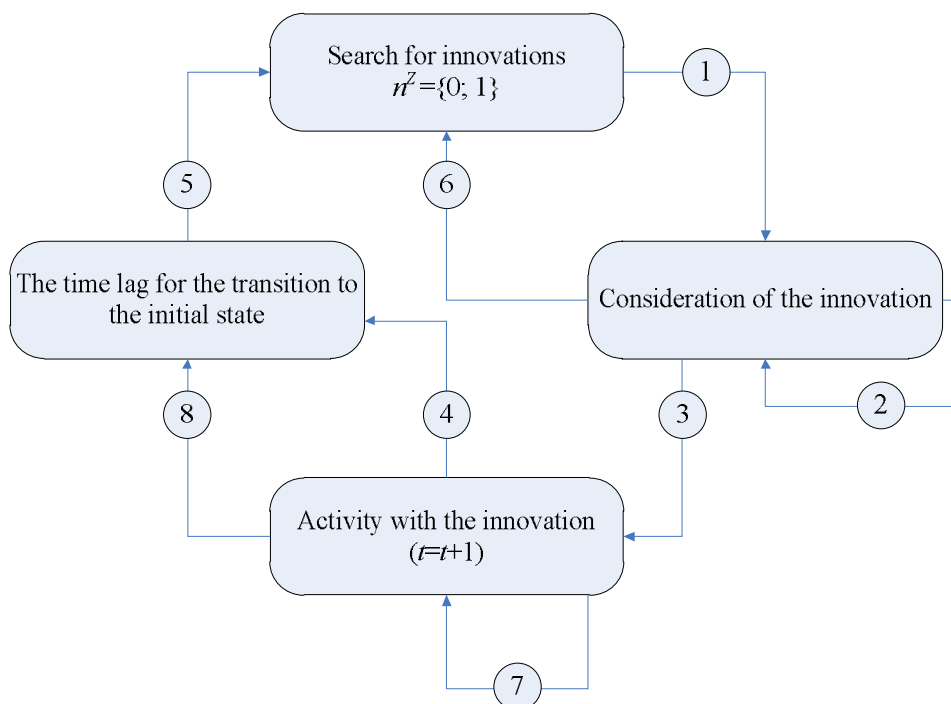 Search for innovations
n^Z={0; 1}
1
5
6
The time lag for the transition to
the initial state
Consideration of the innovation
8
4
3
2
Activity with the innovation
(t=t+1)
7